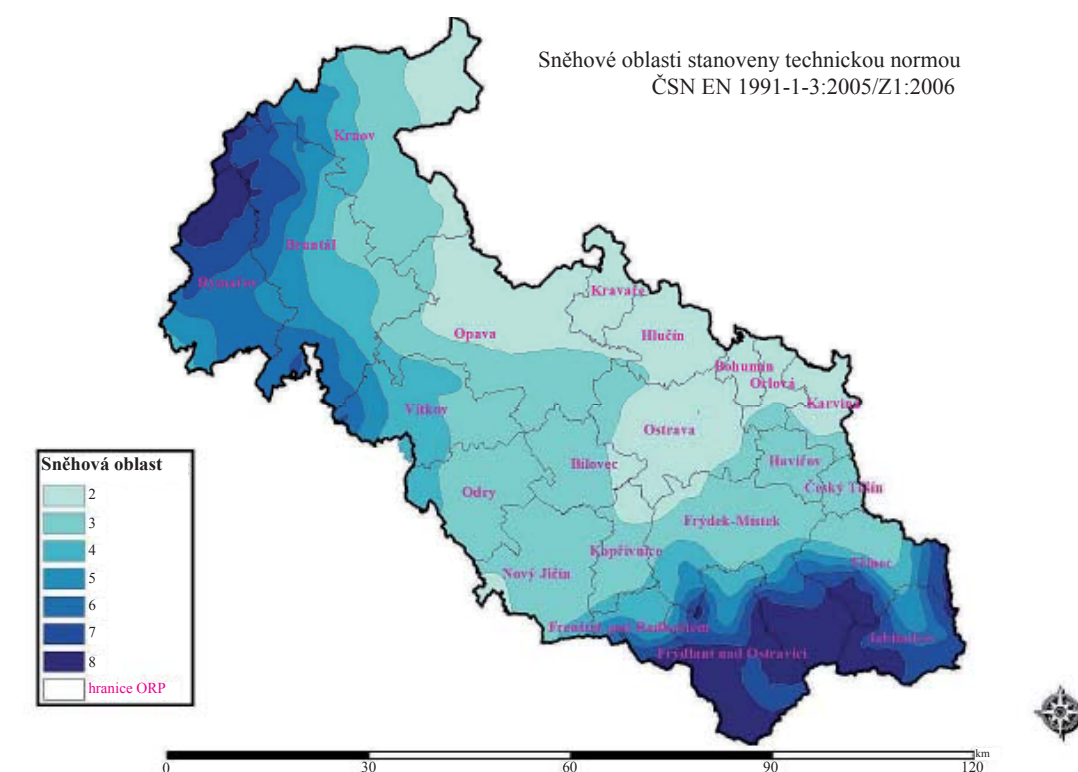 Sněhové oblasti stanoveny technickou normou
ČSN EN 1991-1-3:2005/Z1:2006
Krnov
Bruntál
Rýmařov
Kravaře
Opava
Hlučín
Bohumín
Orlová
Karviná
Vítkov
Ostrava
Bílovec
Havířov
Odry
Český Těšín
Frýdek-Místek
Kopřivnice
Nový Jičín
Třinec
Frenštát pod Radhoštěm
Jablunkov
Frýdlant nad Ostravicí
Sněhová oblast
2
3
4
5
6
7
8
hranice ORP
km
0 30 60 90 120